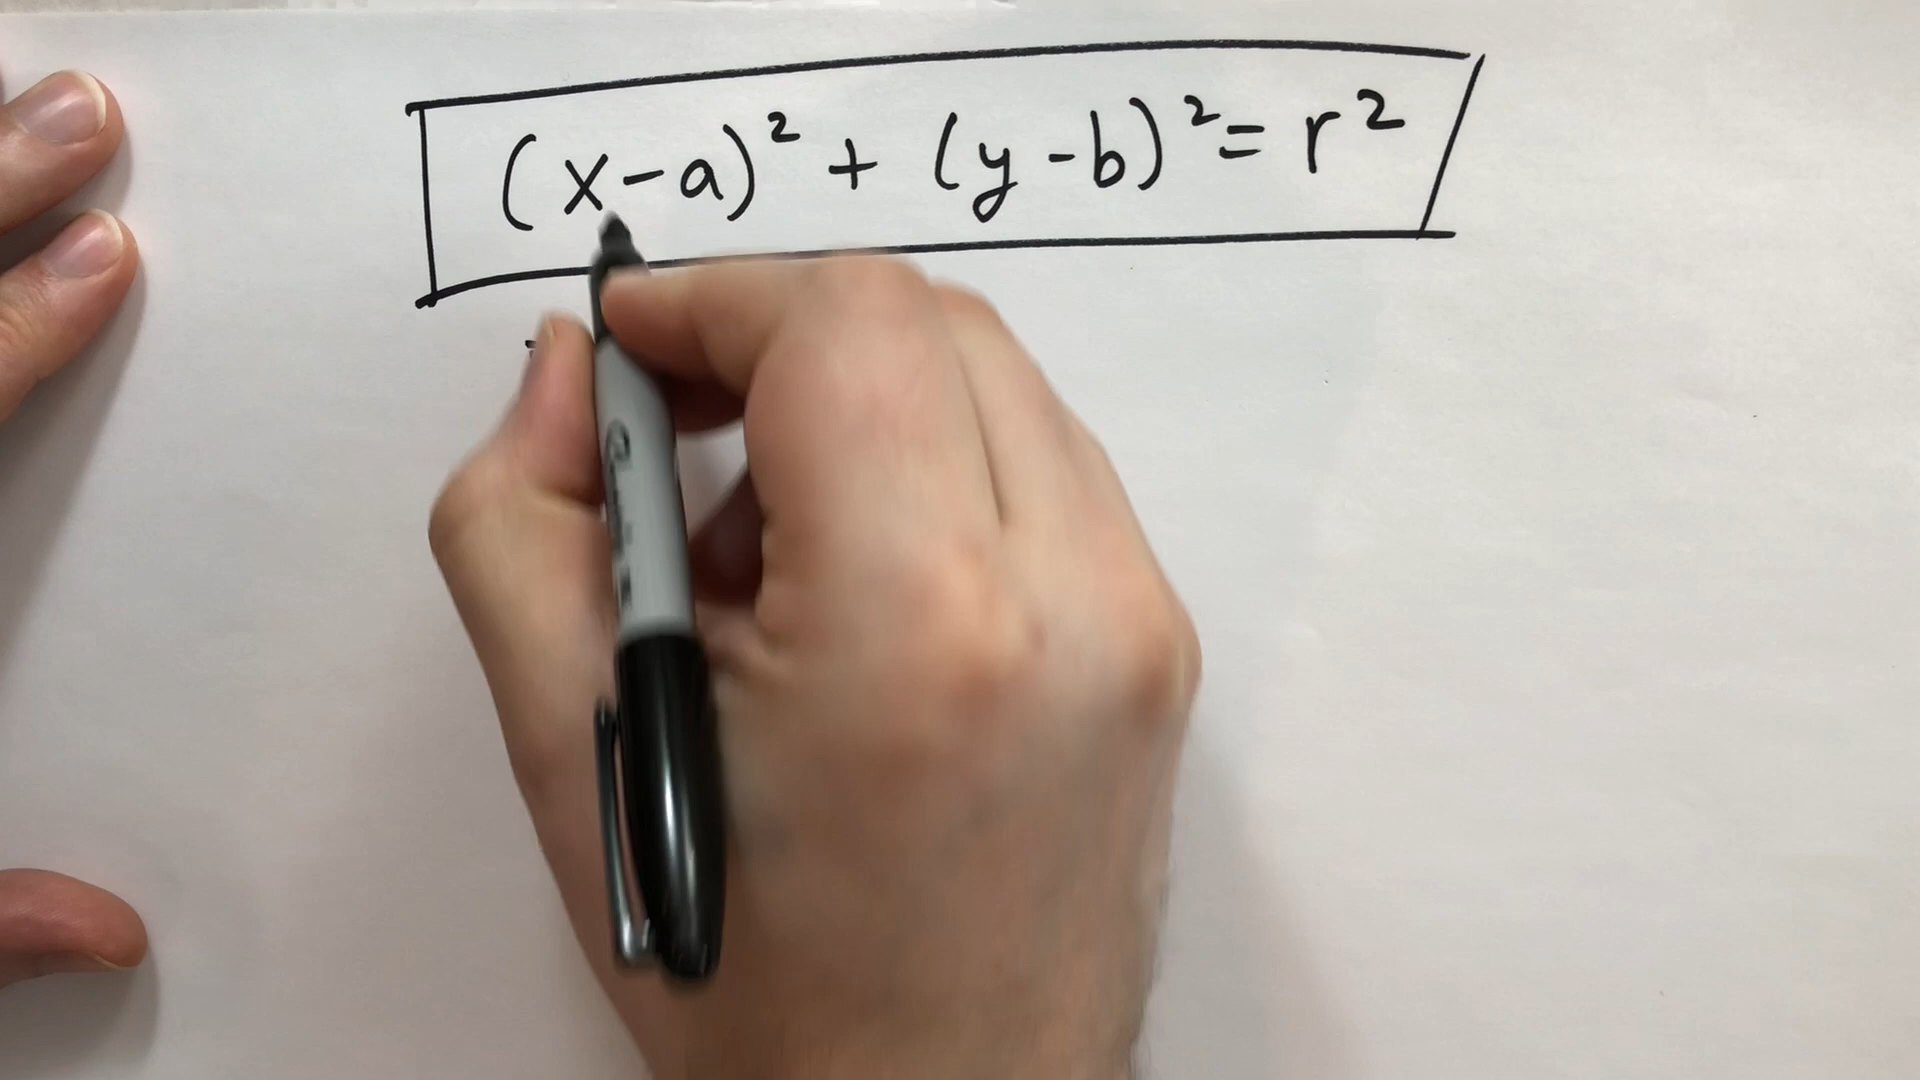 (x-a)² + (y-b)² = r²